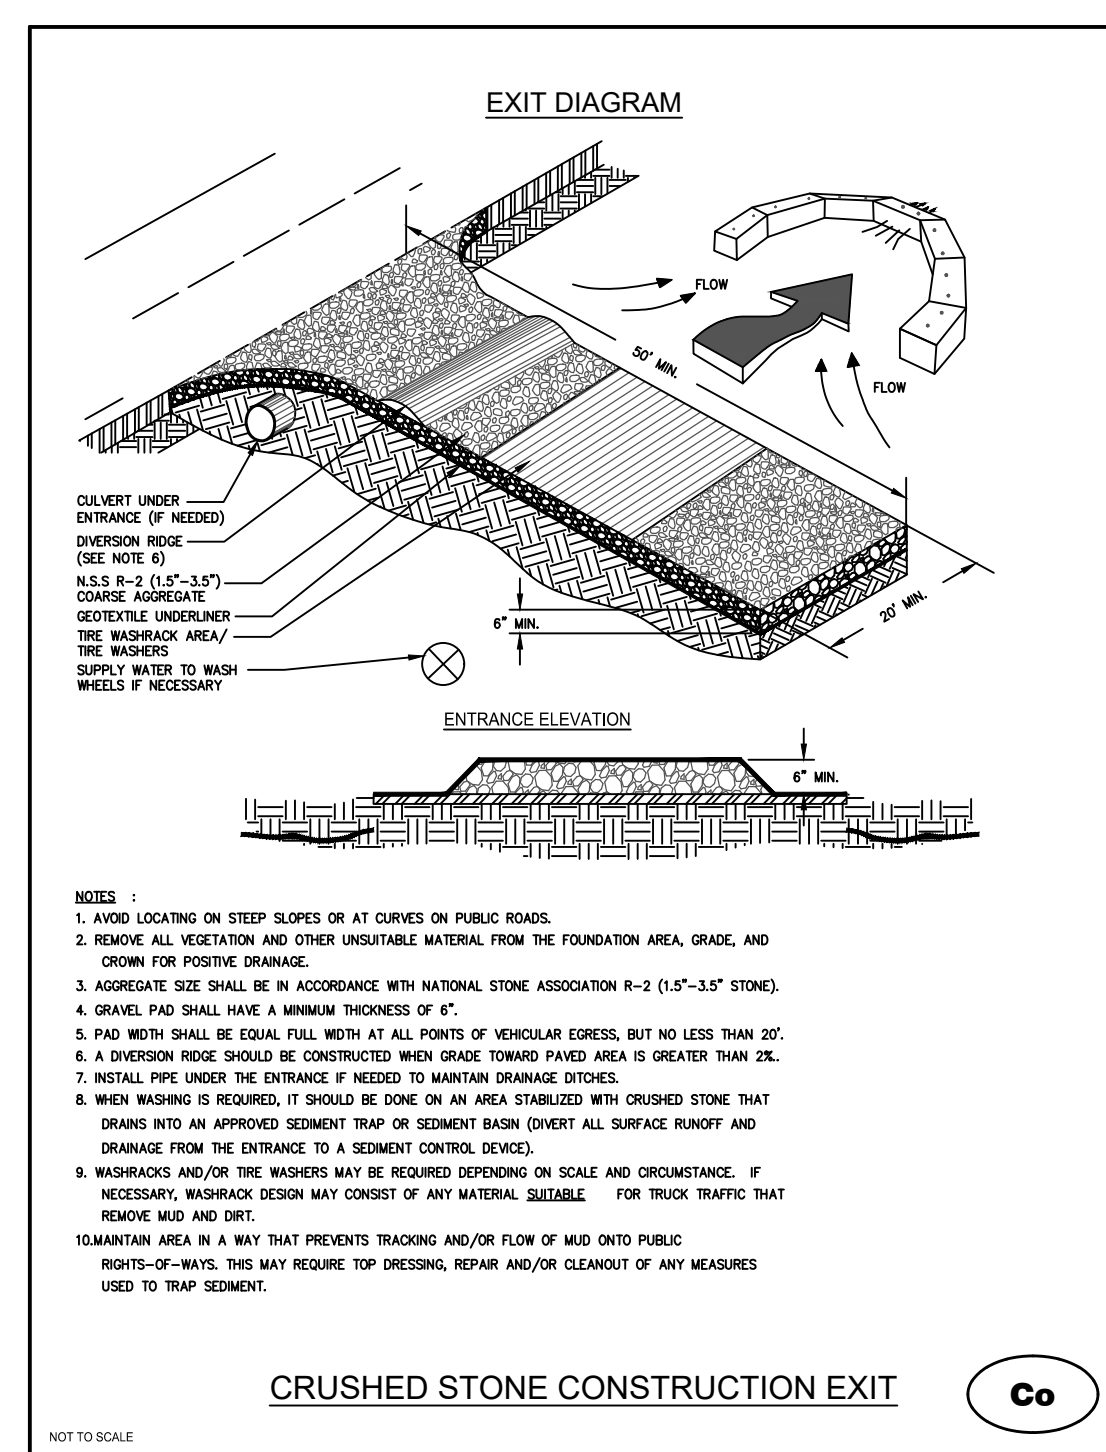 EXIT DIAGRAM
FLOW
50' MIN.
FLOW
CULVERT UNDER
ENTRANCE (IF NEEDED)
DIVERSION RIDGE
(SEE NOTE 6)
N.S.S R-2 (1.5"-3.5")
COARSE AGGREGATE
GEOTEXTILE UNDERLINER
TIRE WASHRACK AREA/
TIRE WASHERS
SUPPLY WATER TO WASH
WHEELS IF NECESSARY
6" MIN.
20' MIN.
ENTRANCE ELEVATION
6" MIN.
NOTES :
1. AVOID LOCATING ON STEEP SLOPES OR AT CURVES ON PUBLIC ROADS.
2. REMOVE ALL VEGETATION AND OTHER UNSUITABLE MATERIAL FROM THE FOUNDATION AREA, GRADE, AND
CROWN FOR POSITIVE DRAINAGE.
3. AGGREGATE SIZE SHALL BE IN ACCORDANCE WITH NATIONAL STONE ASSOCIATION R-2 (1.5"-3.5" STONE).
4. GRAVEL PAD SHALL HAVE A MINIMUM THICKNESS OF 6".
5. PAD WIDTH SHALL BE EQUAL FULL WIDTH AT ALL POINTS OF VEHICULAR EGRESS, BUT NO LESS THAN 20'.
6. A DIVERSION RIDGE SHOULD BE CONSTRUCTED WHEN GRADE TOWARD PAVED AREA IS GREATER THAN 2%..
7. INSTALL PIPE UNDER THE ENTRANCE IF NEEDED TO MAINTAIN DRAINAGE DITCHES.
8. WHEN WASHING IS REQUIRED, IT SHOULD BE DONE ON AN AREA STABILIZED WITH CRUSHED STONE THAT
DRAINS INTO AN APPROVED SEDIMENT TRAP OR SEDIMENT BASIN (DIVERT ALL SURFACE RUNOFF AND
DRAINAGE FROM THE ENTRANCE TO A SEDIMENT CONTROL DEVICE).
9. WASHRACKS AND/OR TIRE WASHERS MAY BE REQUIRED DEPENDING ON SCALE AND CIRCUMSTANCE. IF
NECESSARY, WASHRACK DESIGN MAY CONSIST OF ANY MATERIAL SUITABLE FOR TRUCK TRAFFIC THAT
REMOVE MUD AND DIRT.
10.MAINTAIN AREA IN A WAY THAT PREVENTS TRACKING AND/OR FLOW OF MUD ONTO PUBLIC
RIGHTS-OF-WAYS. THIS MAY REQUIRE TOP DRESSING, REPAIR AND/OR CLEANOUT OF ANY MEASURES
USED TO TRAP SEDIMENT.
CRUSHED STONE CONSTRUCTION EXIT
Co
NOT TO SCALE